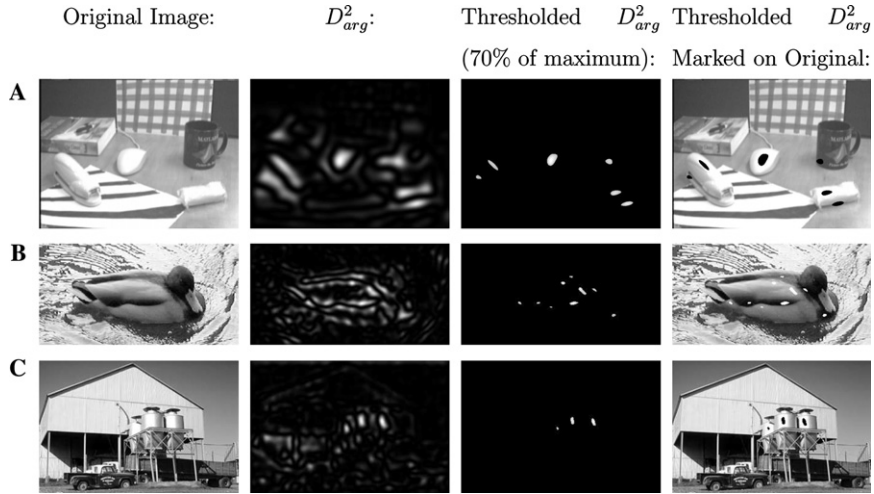 Original Image:
D²arg:
Thresholded D²arg
(70% of maximum):
Thresholded D²arg
Marked on Original:
A
B
C